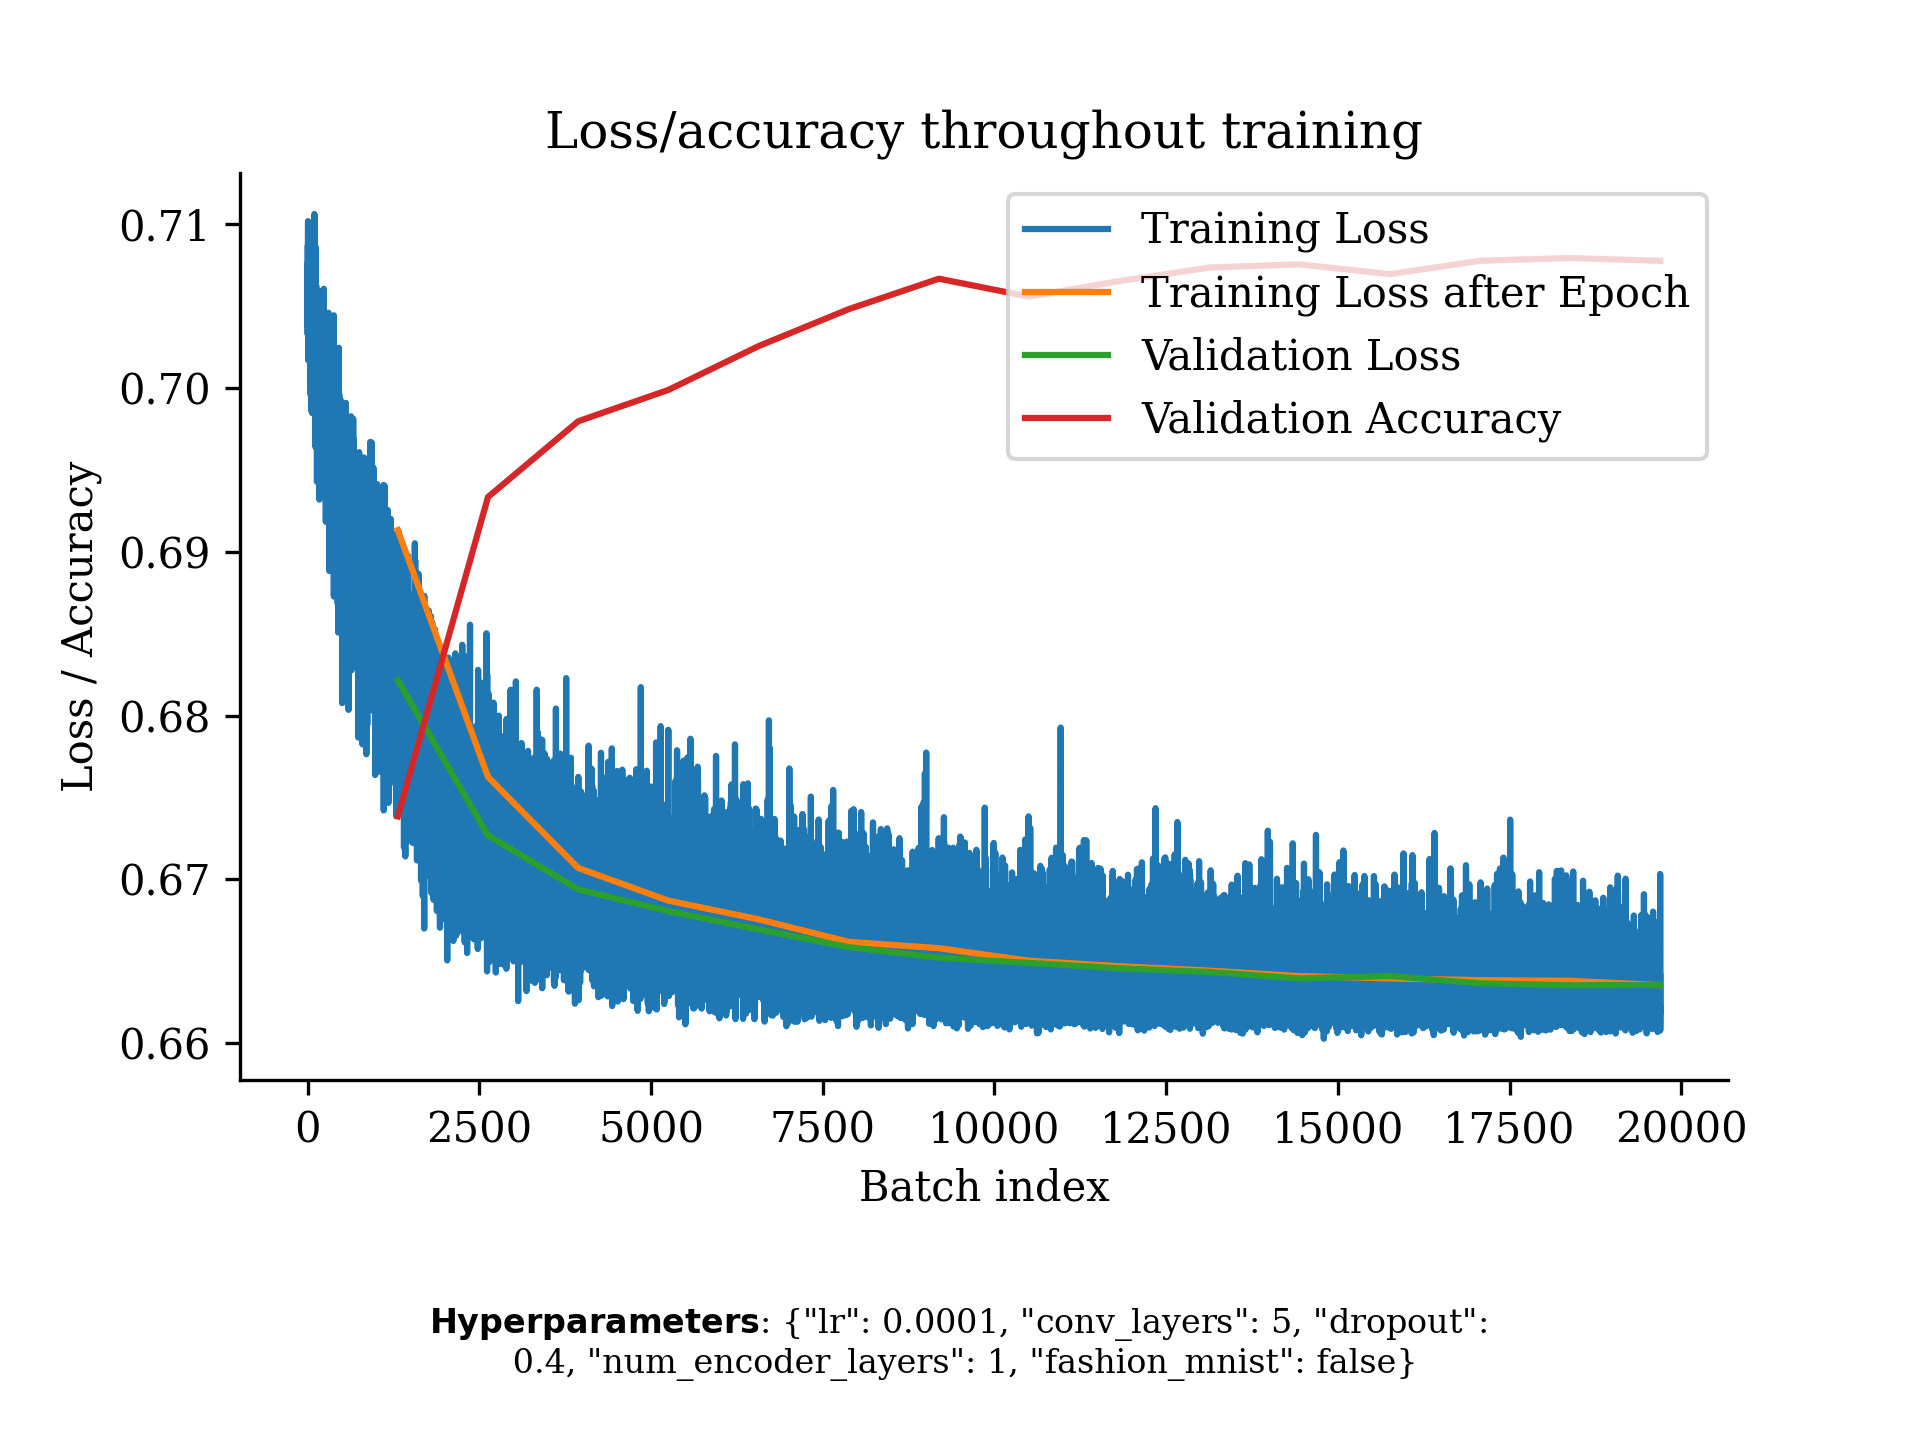 Loss/accuracy throughout training
Training Loss
Training Loss after Epoch
Validation Loss
Validation Accuracy
Loss / Accuracy
0.71
0.70
0.69
0.68
0.67
0.66
0 2500 5000 7500 10000 12500 15000 17500 20000
Batch index
Hyperparameters: {"lr": 0.0001, "conv_layers": 5, "dropout":
0.4, "num_encoder_layers": 1, "fashion_mnist": false}